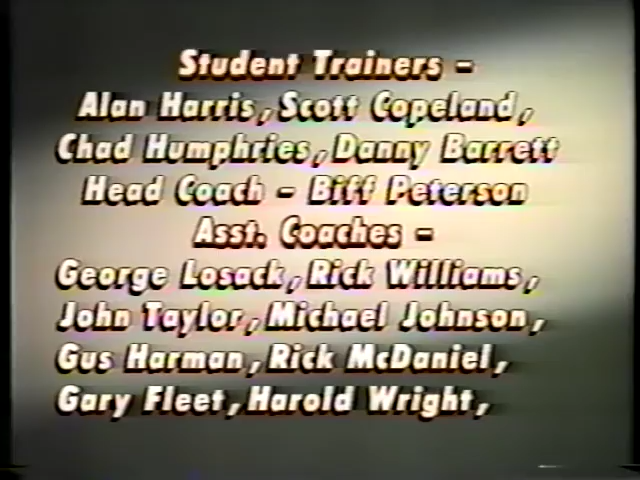 Student Trainers -
Alan Harris, Scott Copeland,
Chad Humphries, Danny Barrett
Head Coach - Biff Peterson
Asst. Coaches -
George Losack, Rick Williams,
John Taylor, Michael Johnson,
Gus Harman, Rick McDaniel,
Gary Fleet, Harold Wright,